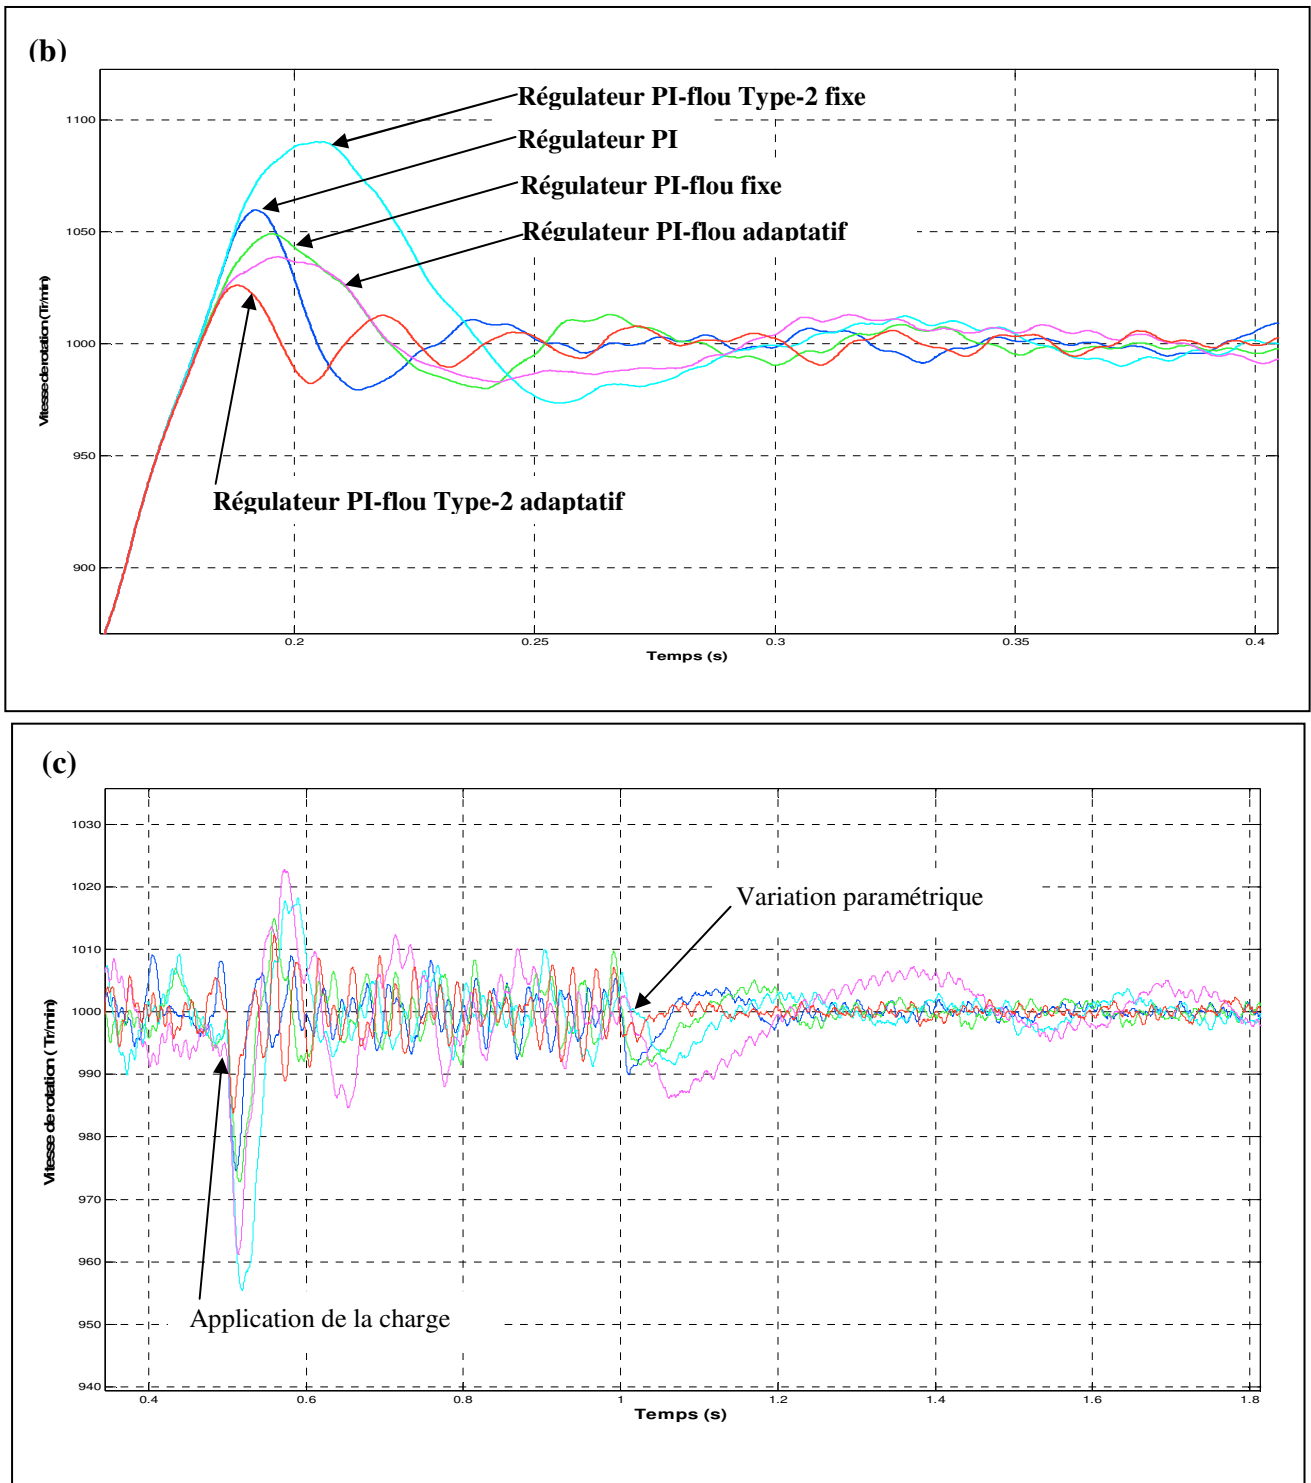 (b)
Régulateur PI-flou Type-2 fixe
1100
Régulateur PI
Régulateur PI-flou fixe
1050
Régulateur PI-flou adaptatif
1000
Vitesse de rotation (Tr/min)
950
Régulateur PI-flou Type-2 adaptatif
900
0.2
0.25
0.3
0.35
0.4
Temps (s)
(c)
1030
1020
Variation paramétrique
1010
1000
Vitesse de rotation ( Tr/min)
990
980
970
960
Application de la charge
950
940
0.4
0.6
0.8
1
1.2
1.4
1.6
1.8
Temps (s)